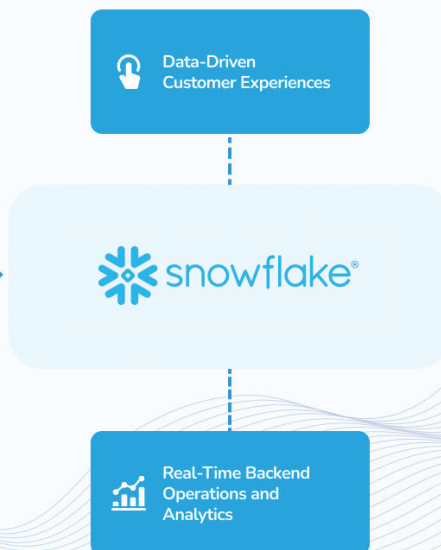 Data-Driven
Customer Experiences
snowflake®
Real-Time Backend
Operations and
Analytics